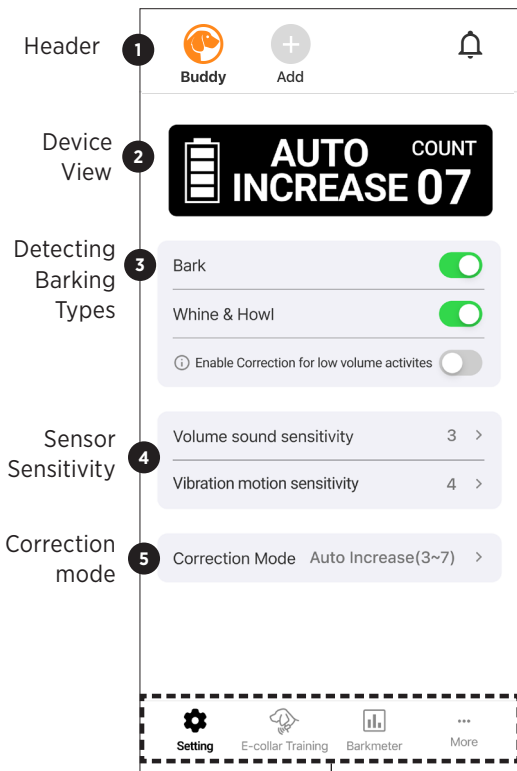 Header
1
Buddy
Add
Device
View
2
AUTO
INCREASE
COUNT
07
Detecting
Barking
Types
3
Bark
Whine & Howl
Enable Correction for low volume activites
Sensor
Sensitivity
4
Volume sound sensitivity 3 >
Vibration motion sensitivity 4 >
Correction
mode
5
Correction Mode Auto Increase(3~7) >
Setting
E-collar Training
Barkmeter
More